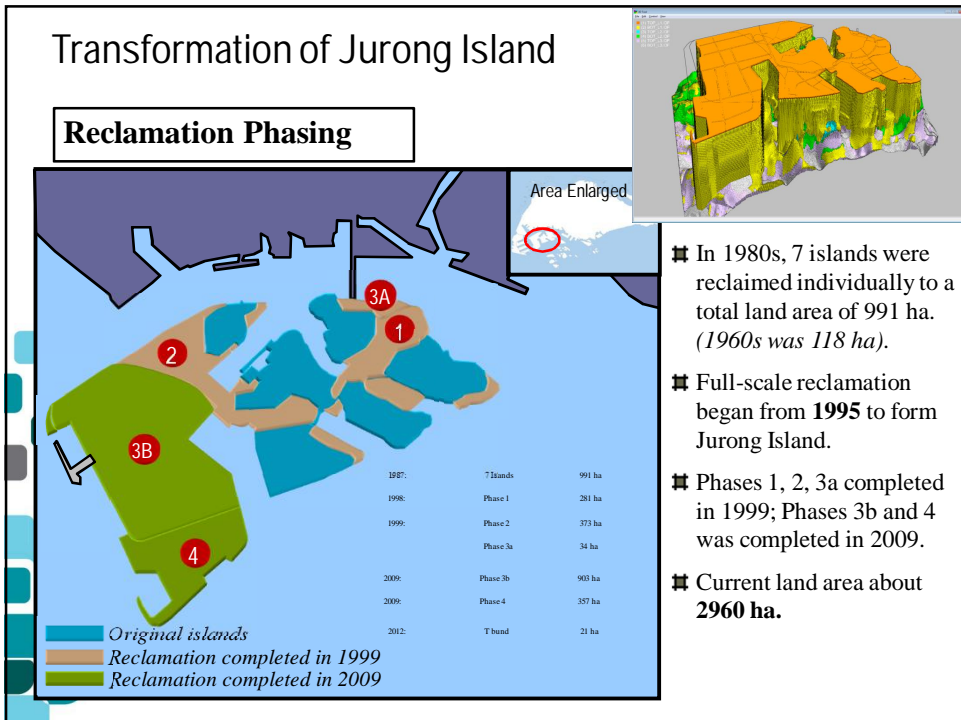 Transformation of Jurong Island
Reclamation Phasing
Area Enlarged
3A
1
2
3B
4
1987: 7 Islands 991 ha
1998: Phase 1 281 ha
1999: Phase 2 373 ha
Phase 3a 34 ha
2009: Phase 3b 903 ha
2009: Phase 4 357 ha
2012: T bund 21 ha
Original islands
Reclamation completed in 1999
Reclamation completed in 2009
In 1980s, 7 islands were
reclaimed individually to a
total land area of 991 ha.
(1960s was 118 ha).
Full-scale reclamation
began from 1995 to form
Jurong Island.
Phases 1, 2, 3a completed
in 1999; Phases 3b and 4
was completed in 2009.
Current land area about
2960 ha.